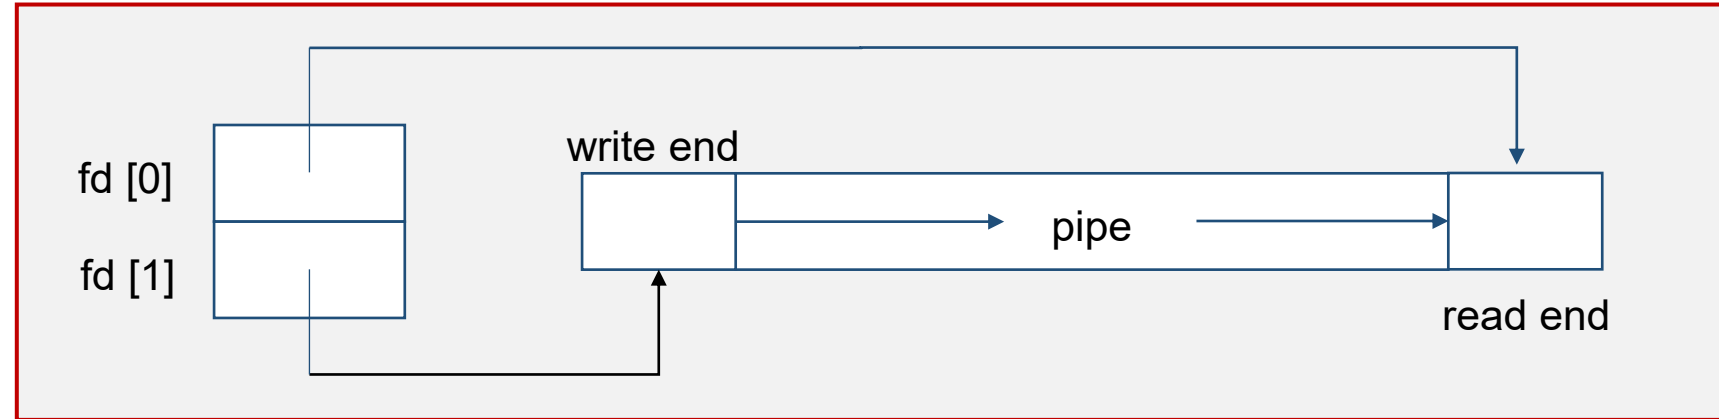 write end
fd [0]
pipe
fd [1]
read end